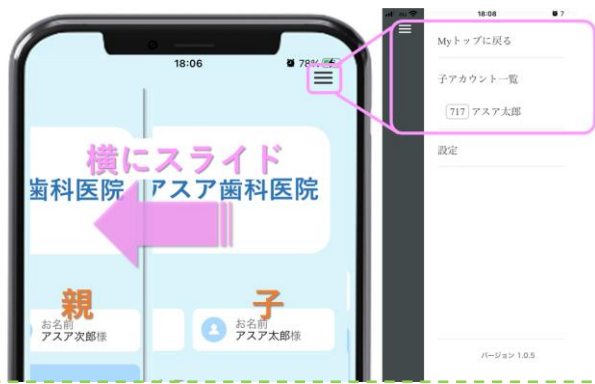 18:06
78%
横にスライド
歯科医院
アスア歯科医院
親
子
お名前
アスア次郎様
お名前
アスア太郎様
18:08
7
Myトップに戻る
子アカウント一覧
717 アスア太郎
設定
バージョン 1.0.5